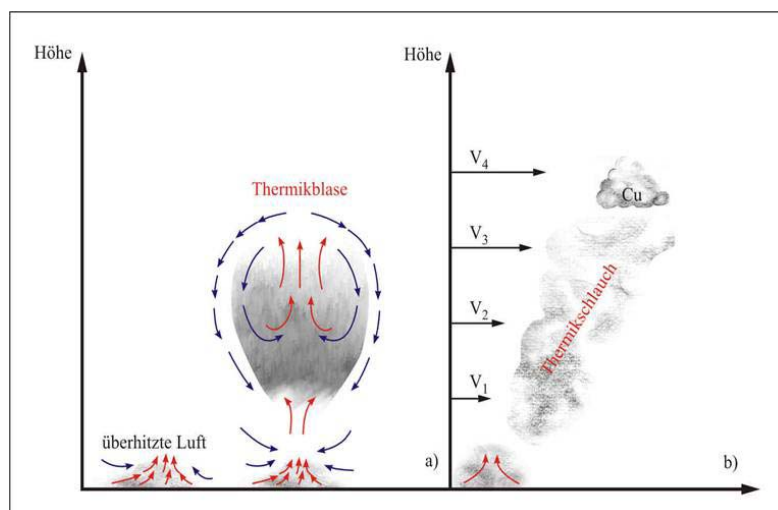 Höhe
Thermikblase
überhitzte Luft
a)
Höhe
V4
Cu
V3
Thermikschlauch
V2
V1
b)